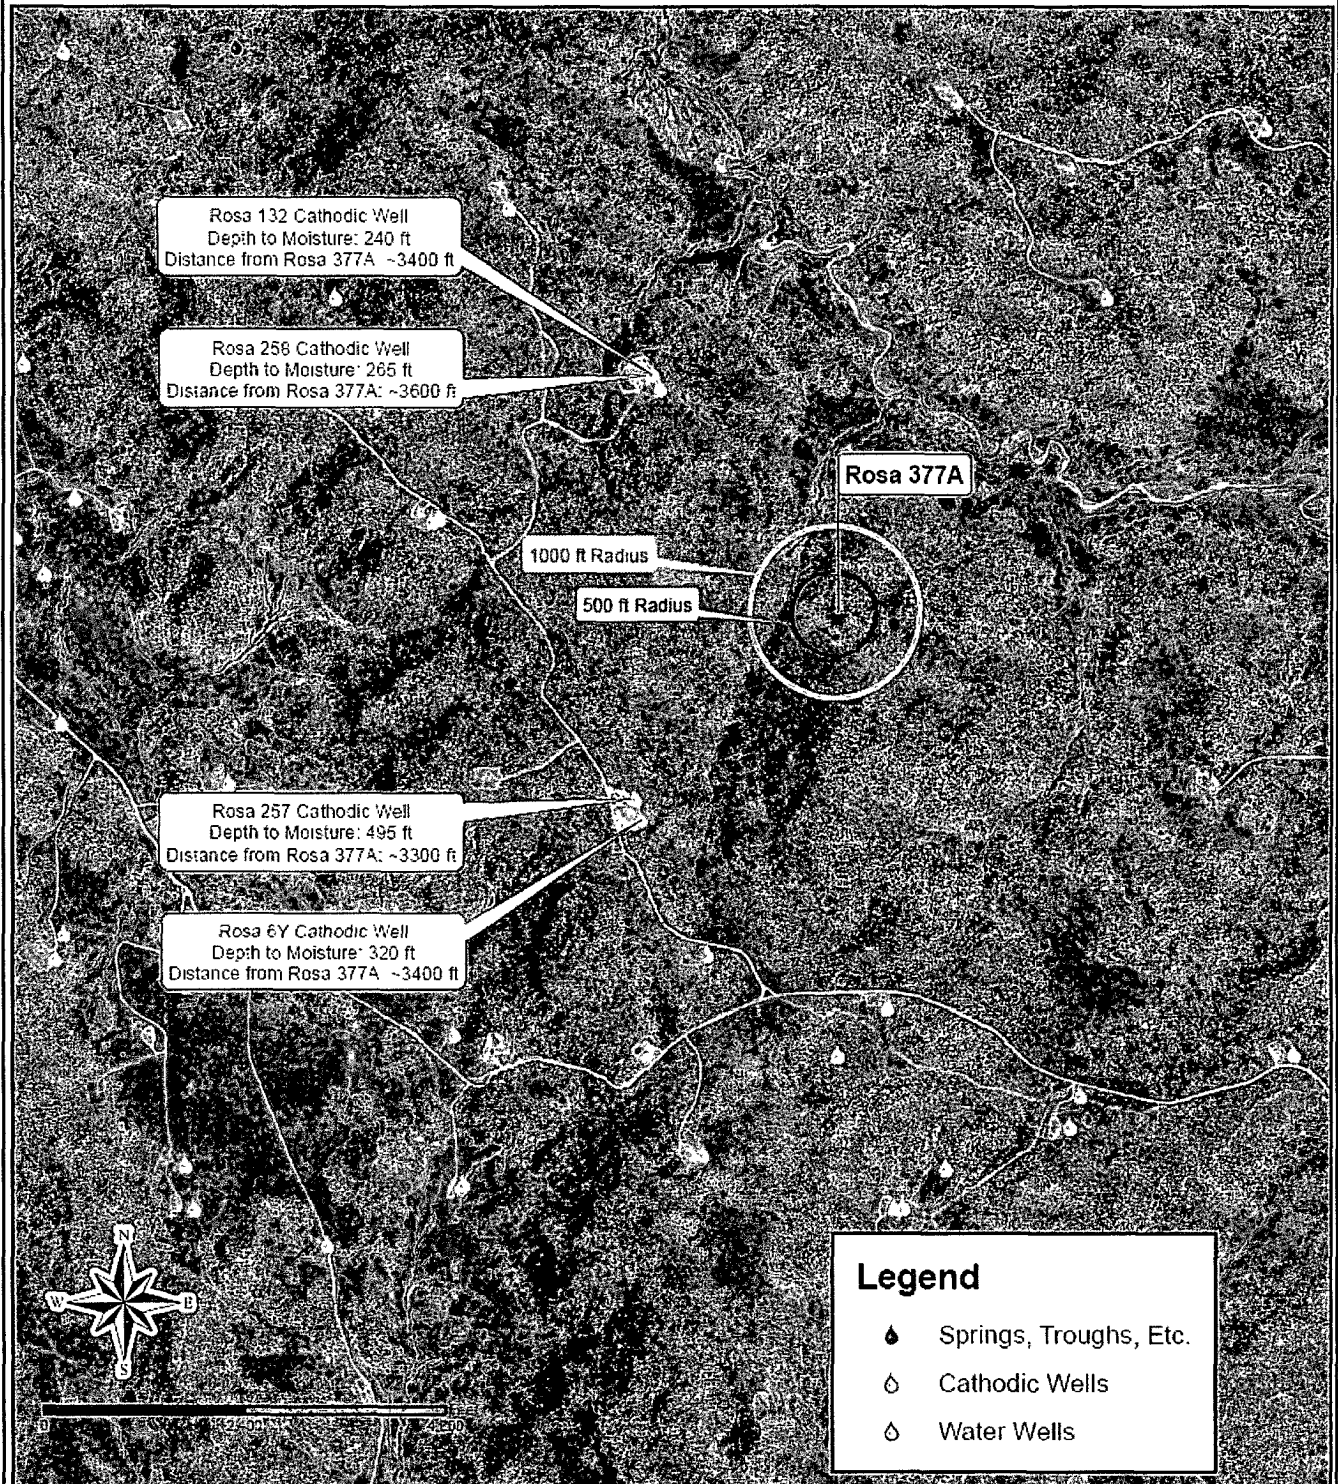 Rosa 132 Cathodic Well
Depth to Moisture: 240 ft
Distance from Rosa 377A ~3400 ft
Rosa 258 Cathodic Well
Depth to Moisture: 265 ft
Distance from Rosa 377A: ~3600 ft
Rosa 377A
1000 ft Radius
500 ft Radius
Rosa 257 Cathodic Well
Depth to Moisture: 495 ft
Distance from Rosa 377A: ~3300 ft
Rosa 6Y Cathodic Well
Depth to Moisture: 320 ft
Distance from Rosa 377A ~3400 ft
N
W
E
S
Legend
Springs, Troughs, Etc.
Cathodic Wells
Water Wells